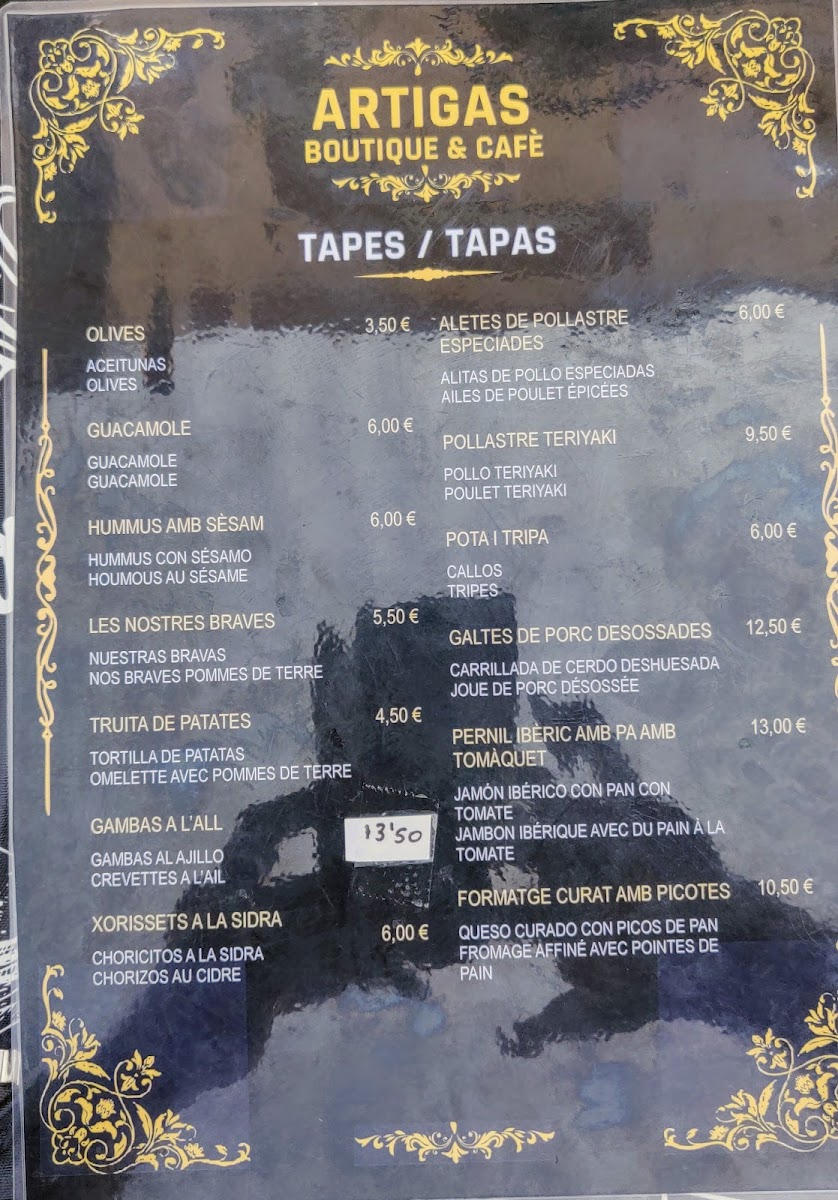 ARTIGAS
BOUTIQUE & CAFÈ
TAPES / TAPAS
OLIVES 3,50 €
ACEITUNAS
OLIVES
GUACAMOLE 6,00 €
GUACAMOLE
GUACAMOLE
HUMMUS AMB SÈSAM 6,00 €
HUMMUS CON SÉSAMO
HOUMOUS AU SÉSAME
LES NOSTRES BRAVES 5,50 €
NUESTRAS BRAVAS
NOS BRAVES POMMES DE TERRE
TRUITA DE PATATES 4,50 €
TORTILLA DE PATATAS
OMELETTE AVEC POMMES DE TERRE
GAMBAS A L'ALL 13'50
GAMBAS AL AJILLO
CREVETTES A L'AIL
XORISSETS A LA SIDRA 6,00 €
CHORICITOS A LA SIDRA
CHORIZOS AU CIDRE
ALETES DE POLLASTRE 6,00 €
ESPECIADES
ALITAS DE POLLO ESPECIADAS
AILES DE POULET ÉPICÉES
POLLASTRE TERIYAKI 9,50 €
POLLO TERIYAKI
POULET TERIYAKI
POTA I TRIPA 6,00 €
CALLOS
TRIPES
GALTES DE PORC DESOSSADES 12,50 €
CARRILLADA DE CERDO DESHUESADA
JOUE DE PORC DÉSOSSÉE
PERNIL IBÈRIC AMB PA AMB 13,00 €
TOMÀQUET
JAMÓN IBÉRICO CON PAN CON
TOMATE
JAMBON IBÉRIQUE AVEC DU PAIN À LA
TOMATE
FORMATGE CURAT AMB PICOTES 10,50 €
QUESO CURADO CON PICOS DE PAN
FROMAGE AFFINÉ AVEC POINTES DE
PAIN